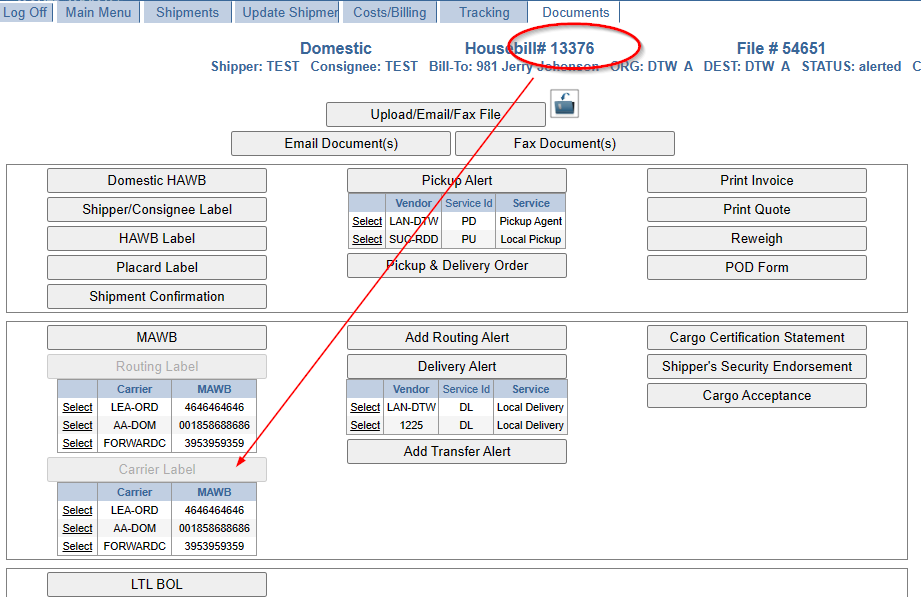 Log Off Main Menu Shipments Update Shipmen Costs/Billing Tracking Documents
Domestic Housebill# 13376 File # 54651
Shipper: TEST Consignee: TEST Bill-To: 981 Jerry Johensen ORG: DTW A DEST: DTW A STATUS: alerted C
Upload/Email/Fax File
Email Document(s) Fax Document(s)
Domestic HAWB
Shipper/Consignee Label
HAWB Label
Placard Label
Shipment Confirmation
Pickup Alert
Vendor Service Id Service
Select LAN-DTW PD Pickup Agent
Select SUC-RDD PU Local Pickup
Pickup & Delivery Order
Print Invoice
Print Quote
Reweigh
POD Form
MAWB
Routing Label
Carrier MAWB
Select LEA-ORD 4646464646
Select AA-DOM 001858688686
Select FORWARDC 3953959359
Carrier Label
Carrier MAWB
Select LEA-ORD 4646464646
Select AA-DOM 001858688686
Select FORWARDC 3953959359
Add Routing Alert
Delivery Alert
Vendor Service Id Service
Select LAN-DTW DL Local Delivery
Select 1225 DL Local Delivery
Add Transfer Alert
Cargo Certification Statement
Shipper's Security Endorsement
Cargo Acceptance
LTL BOL